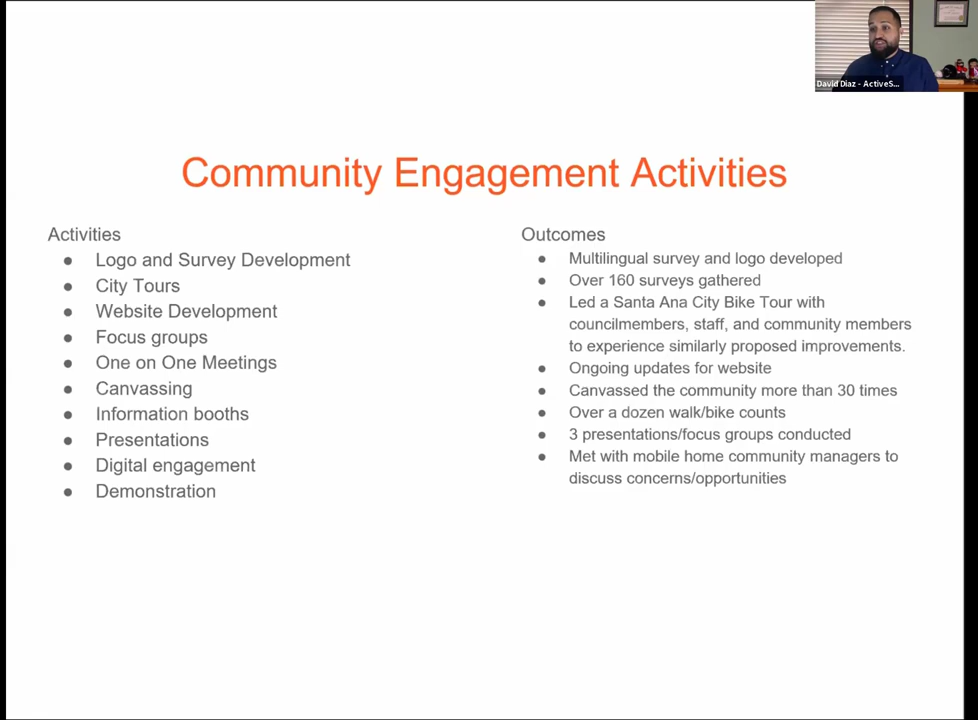 David Diaz - ActiveS...
Community Engagement Activities
Activities
● Logo and Survey Development
● City Tours
● Website Development
● Focus groups
● One on One Meetings
● Canvassing
● Information booths
● Presentations
● Digital engagement
● Demonstration
Outcomes
● Multilingual survey and logo developed
● Over 160 surveys gathered
● Led a Santa Ana City Bike Tour with
councilmembers, staff, and community members
to experience similarly proposed improvements.
● Ongoing updates for website
● Canvassed the community more than 30 times
● Over a dozen walk/bike counts
● 3 presentations/focus groups conducted
● Met with mobile home community managers to
discuss concerns/opportunities